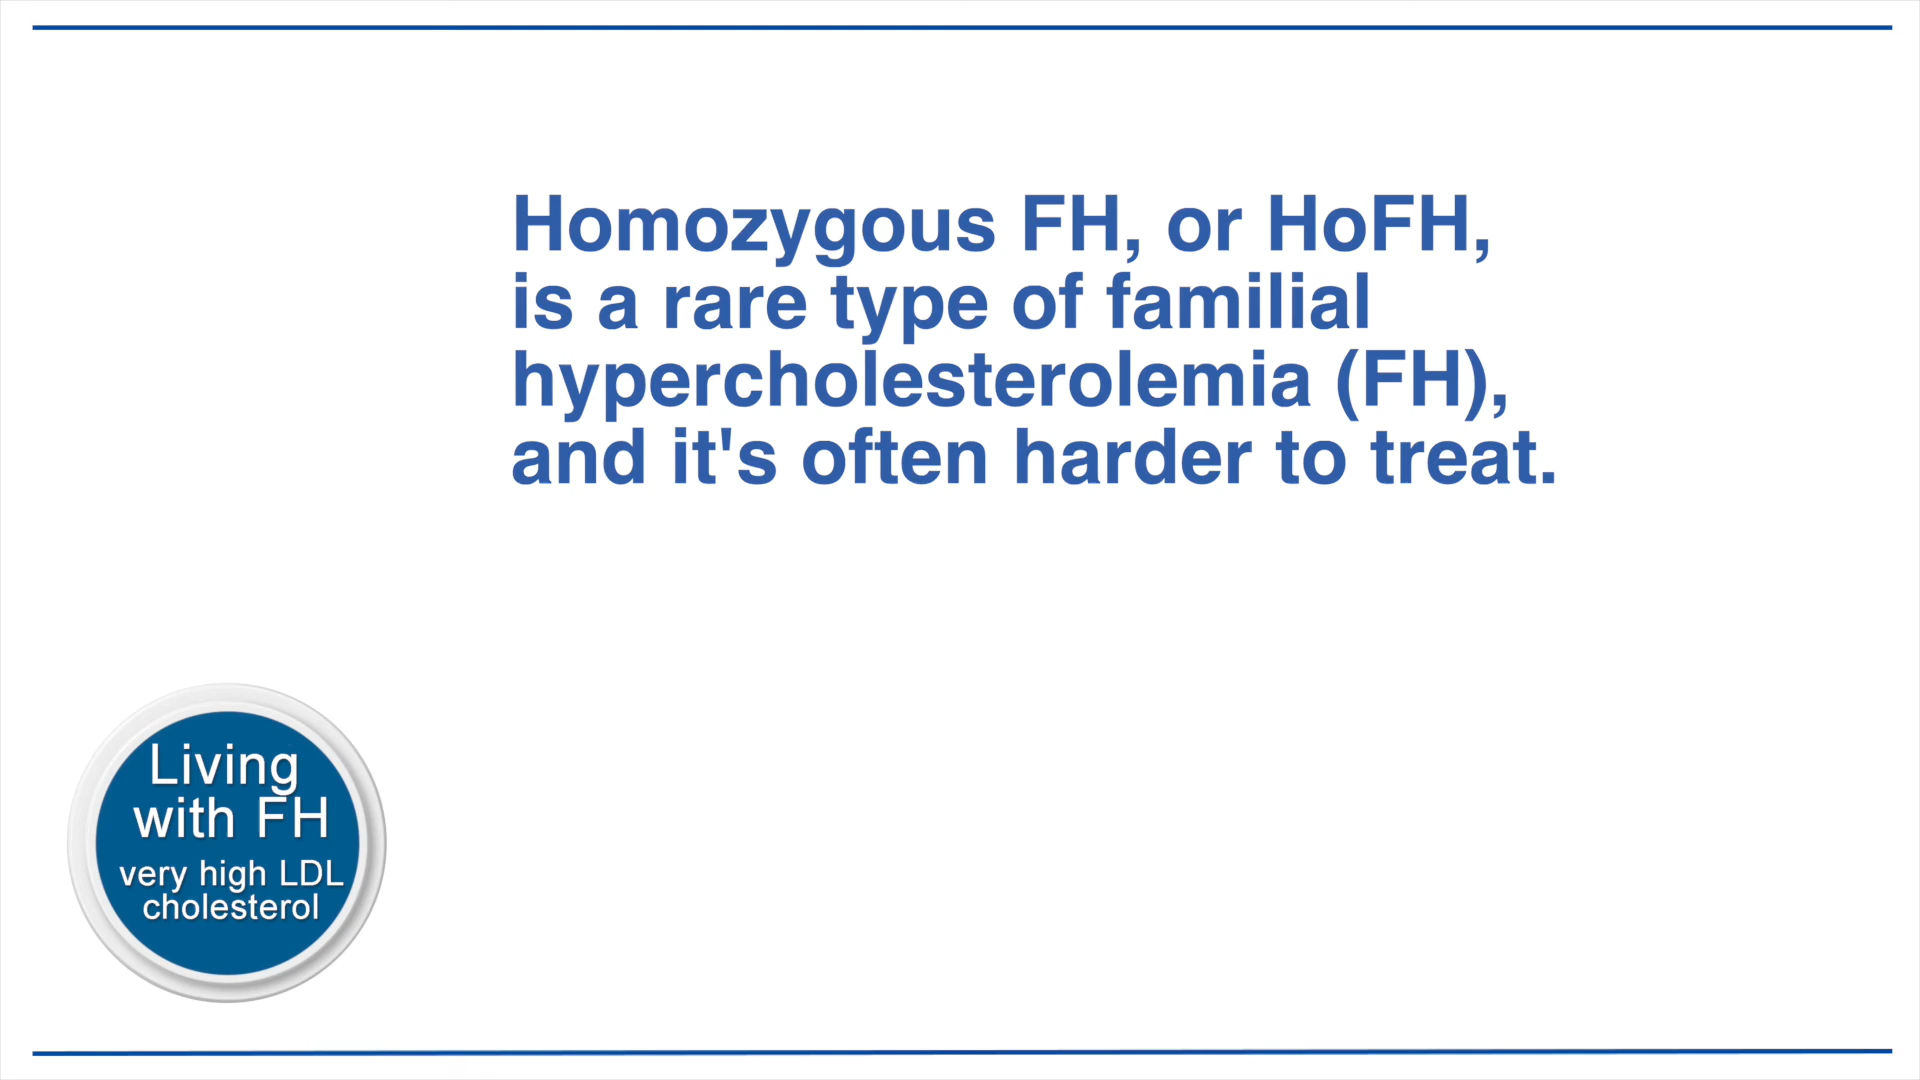 Homozygous FH, or HoFH,
is a rare type of familial
hypercholesterolemia (FH),
and it's often harder to treat.
Living
with FH
very high LDL
cholesterol